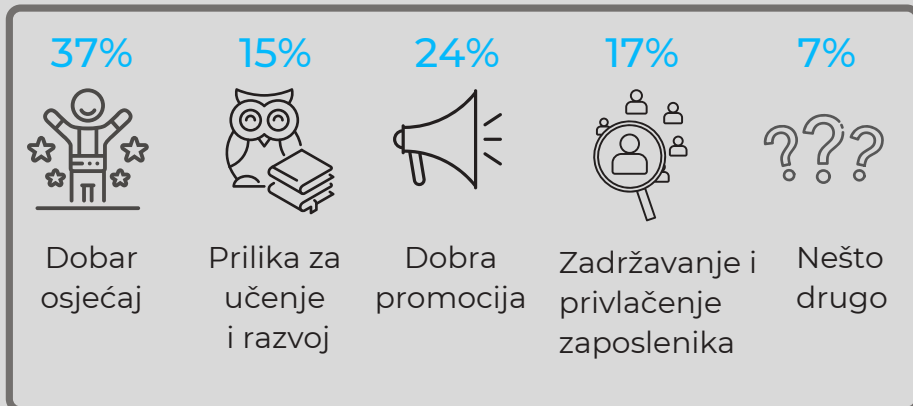 37%
Dobar
osjećaj
15%
Prilika za
učenje
i razvoj
24%
Dobra
promocija
17%
Zadržavanje i
privlačenje
zaposlenika
7%
Nešto
drugo